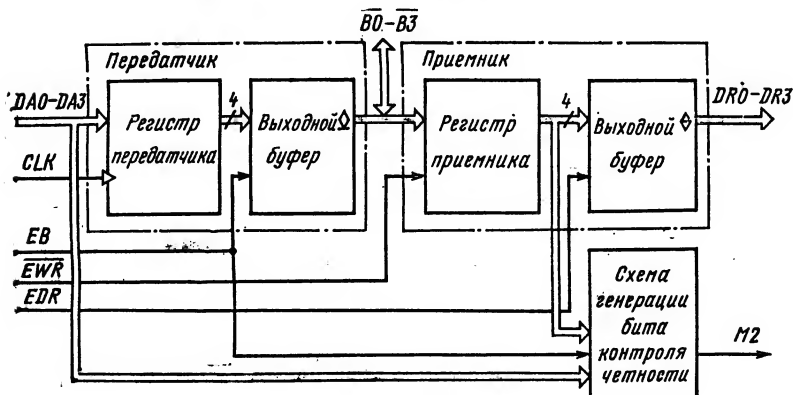 B0-B3
Передатчик
Приемник
DA0-DA3
Регистр
передатчика
4
Выходной
буфер
Регистр
приемника
4
Выходной
буфер
DR0-DR3
CLK
EB
EWR
EDR
Схема
генерации
бита
контроля
четности
M2